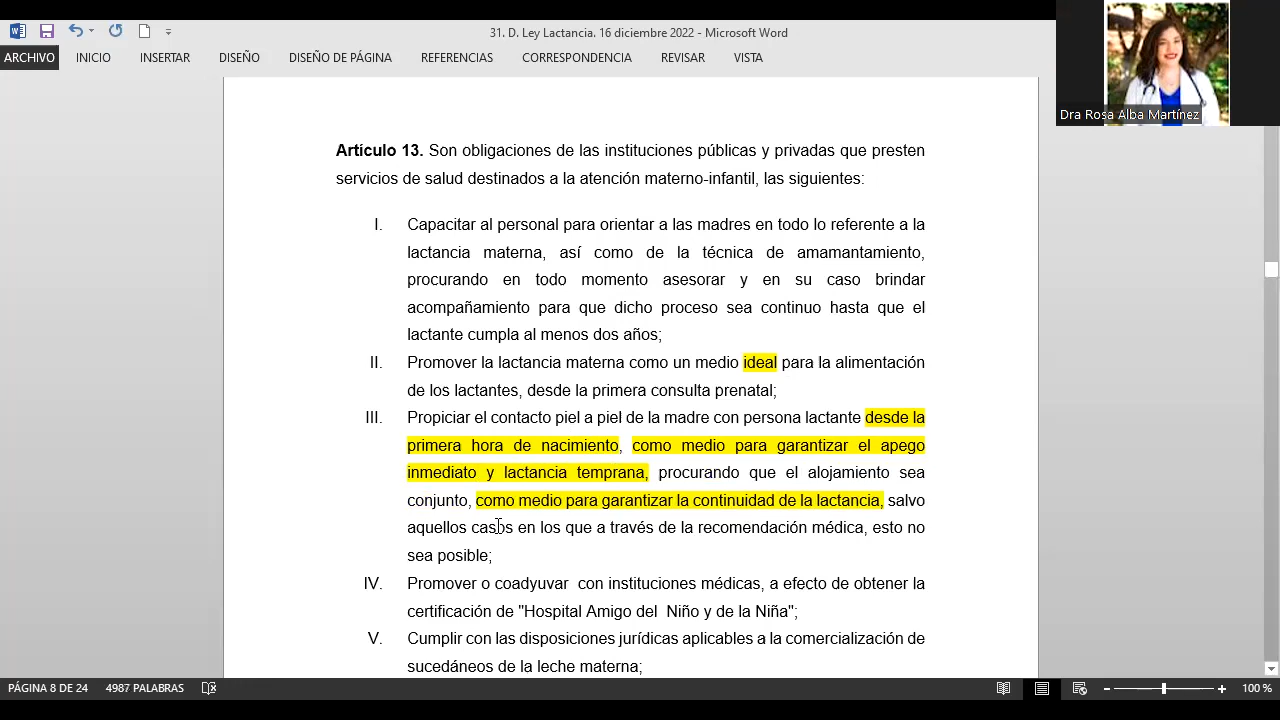 31. D. Ley Lactancia. 16 diciembre 2022 - Microsoft Word
ARCHIVO INICIO INSERTAR DISEÑO DISEÑO DE PÁGINA REFERENCIAS CORRESPONDENCIA REVISAR VISTA
Dra Rosa Alba Martínez
Artículo 13. Son obligaciones de las instituciones públicas y privadas que presten
servicios de salud destinados a la atención materno-infantil, las siguientes:
I. Capacitar al personal para orientar a las madres en todo lo referente a la
lactancia materna, así como de la técnica de amamantamiento,
procurando en todo momento asesorar y en su caso brindar
acompañamiento para que dicho proceso sea continuo hasta que el
lactante cumpla al menos dos años;
II. Promover la lactancia materna como un medio ideal para la alimentación
de los lactantes, desde la primera consulta prenatal;
III. Propiciar el contacto piel a piel de la madre con persona lactante desde la
primera hora de nacimiento, como medio para garantizar el apego
inmediato y lactancia temprana, procurando que el alojamiento sea
conjunto, como medio para garantizar la continuidad de la lactancia, salvo
aquellos casos en los que a través de la recomendación médica, esto no
sea posible;
IV. Promover o coadyuvar con instituciones médicas, a efecto de obtener la
certificación de "Hospital Amigo del Niño y de la Niña";
V. Cumplir con las disposiciones jurídicas aplicables a la comercialización de
sucedáneos de la leche materna;
PÁGINA 8 DE 24 4987 PALABRAS 100 %